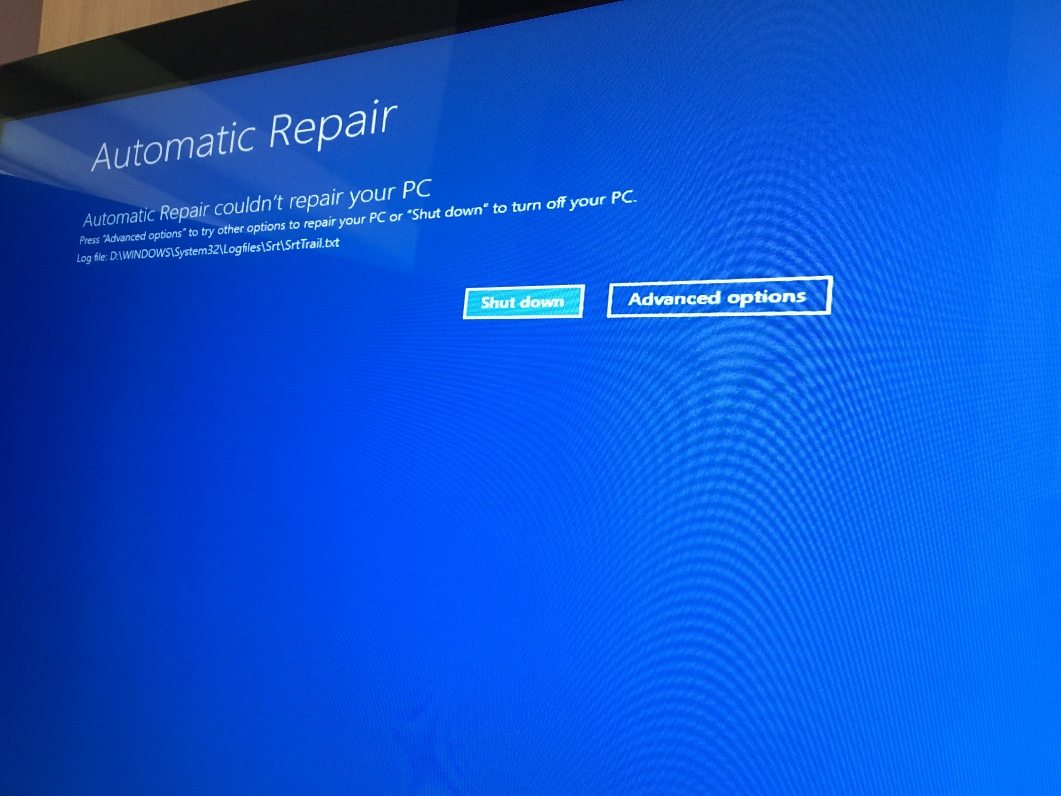 Automatic Repair
Automatic Repair couldn't repair your PC
Press "Advanced options" to try other options to repair your PC or "Shut down" to turn off your PC.
Log file: D:\WINDOWS\System32\Logfiles\Srt\SrtTrail.txt
Shut down
Advanced options